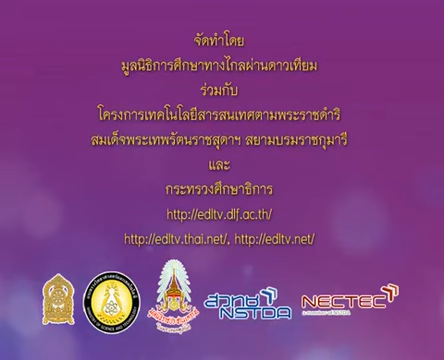 จัดทำโดย
มูลนิธิการศึกษาทางไกลผ่านดาวเทียม
ร่วมกับ
โครงการเทคโนโลยีสารสนเทศตามพระราชดำริ
สมเด็จพระเทพรัตนราชสุดาฯ สยามบรมราชกุมารี
และ
กระทรวงศึกษาธิการ
http://edltv.dlf.ac.th/
http://edltv.thai.net/, http://edltv.net/
สวทช
NSTDA
NECTEC
a member of NSTDA